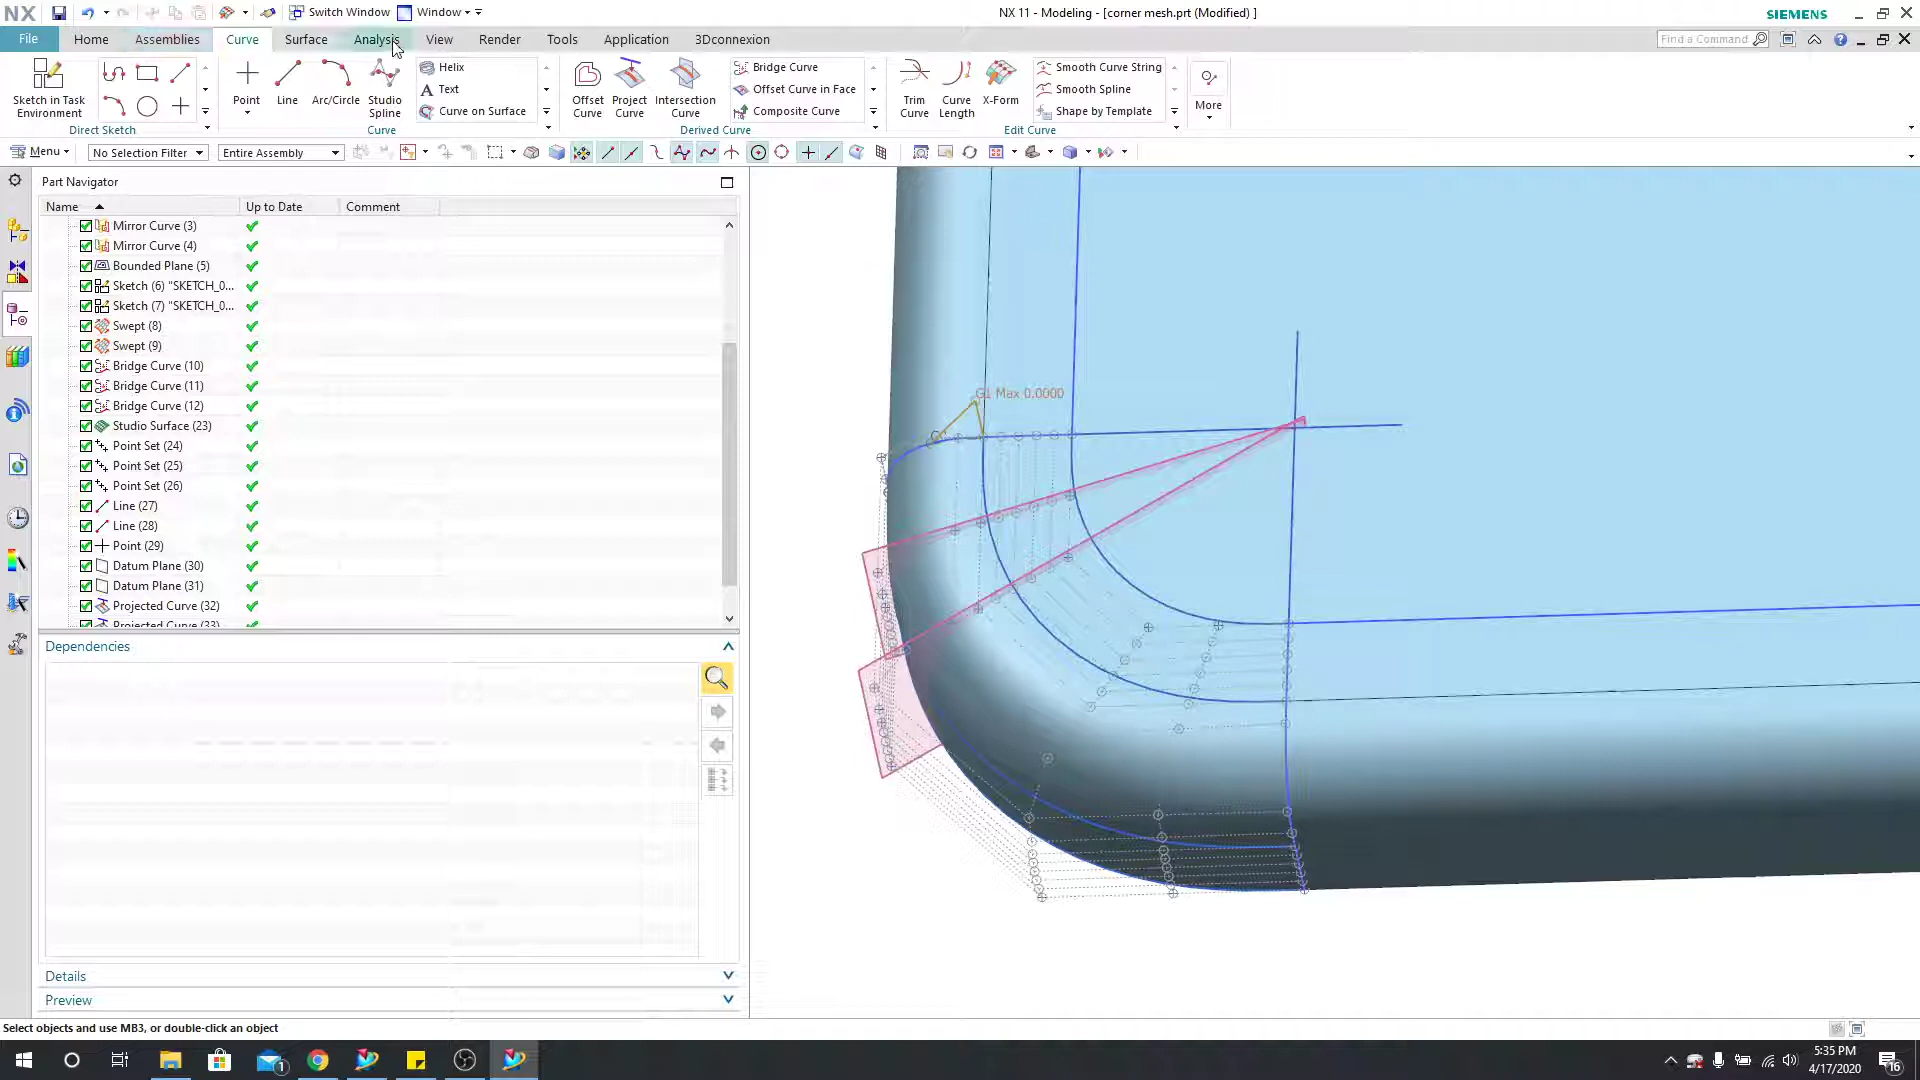 NX Switch Window Window NX 11 - Modeling - [corner mesh.prt (Modified) ] SIEMENS
File Home Assemblies Curve Surface Analysis View Render Tools Application 3Dconnexion Find a Command
Sketch in Task Environment
Direct Sketch
Point
Line
Arc/Circle
Studio Spline
Helix
Text
Curve on Surface
Curve
Offset Curve
Project Curve
Intersection Curve
Bridge Curve
Offset Curve in Face
Composite Curve
Derived Curve
Trim Curve
Curve Length
X-Form
Smooth Curve String
Smooth Spline
Shape by Template
Edit Curve
More
Menu No Selection Filter Entire Assembly
Part Navigator
Name Up to Date Comment
Mirror Curve (3)
Mirror Curve (4)
Bounded Plane (5)
Sketch (6) "SKETCH_0...
Sketch (7) "SKETCH_0...
Swept (8)
Swept (9)
Bridge Curve (10)
Bridge Curve (11)
Bridge Curve (12)
Studio Surface (23)
Point Set (24)
Point Set (25)
Point Set (26)
Line (27)
Line (28)
Point (29)
Datum Plane (30)
Datum Plane (31)
Projected Curve (32)
Projected Curve (33)
G1 Max 0.0000
Dependencies
Details
Preview
Select objects and use MB3, or double-click an object
1
5:35 PM
4/17/2020
16